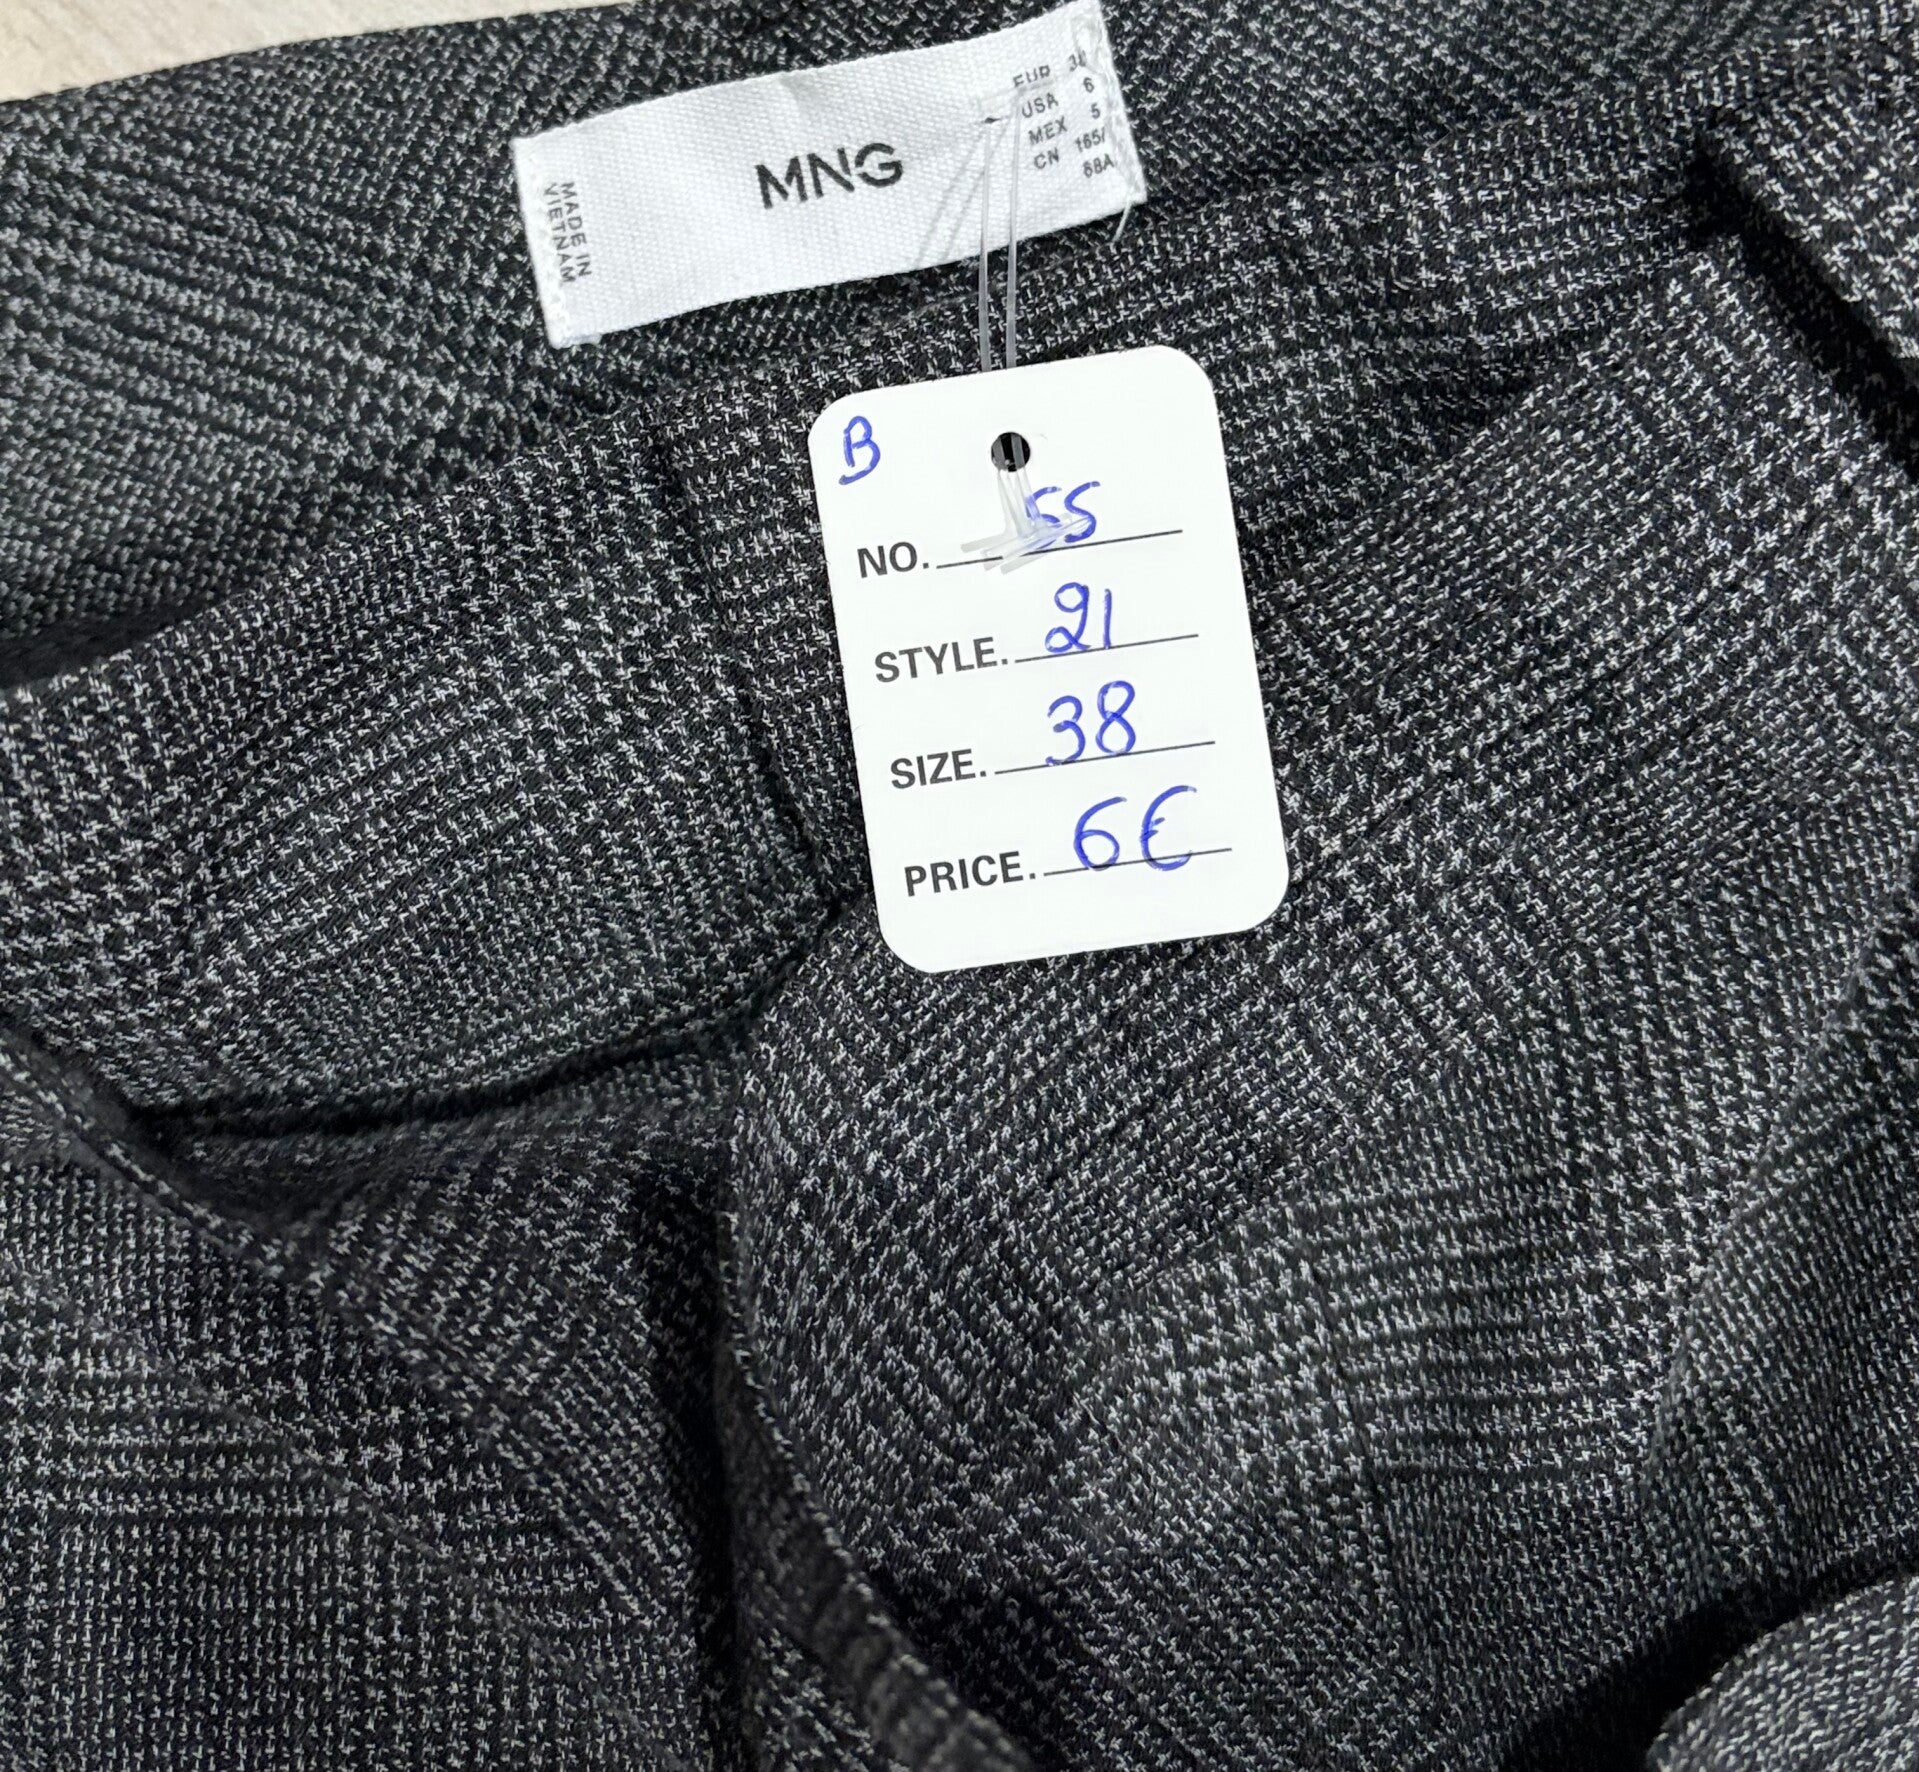 MADE IN
VIETNAM
MNG
EUR 38
USA 6
MEX 5
CN 165/
68A
B
NO. 55
STYLE. 21
SIZE. 38
PRICE. 6€